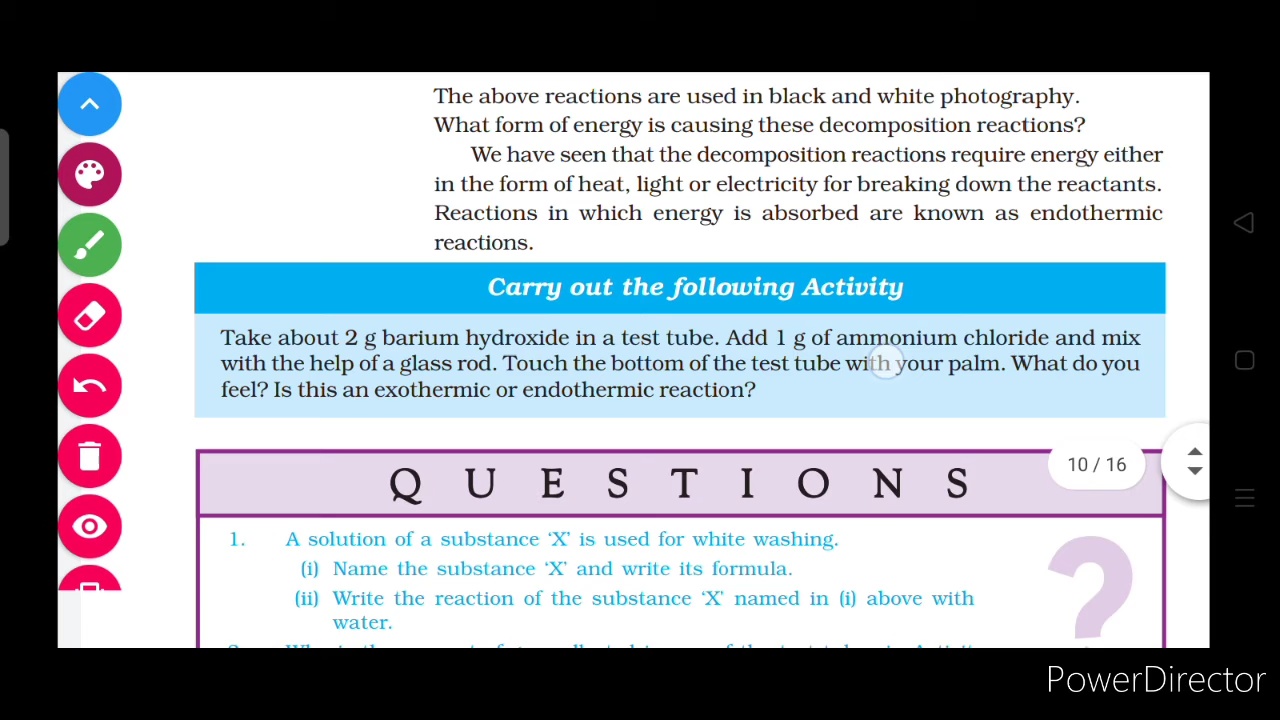 The above reactions are used in black and white photography.
What form of energy is causing these decomposition reactions?
We have seen that the decomposition reactions require energy either
in the form of heat, light or electricity for breaking down the reactants.
Reactions in which energy is absorbed are known as endothermic
reactions.
Carry out the following Activity
Take about 2 g barium hydroxide in a test tube. Add 1 g of ammonium chloride and mix
with the help of a glass rod. Touch the bottom of the test tube with your palm. What do you
feel? Is this an exothermic or endothermic reaction?
QUESTIONS
10 / 16
1. A solution of a substance ‘X’ is used for white washing.
(i) Name the substance ‘X’ and write its formula.
(ii) Write the reaction of the substance ‘X’ named in (i) above with
water.
?
PowerDirector